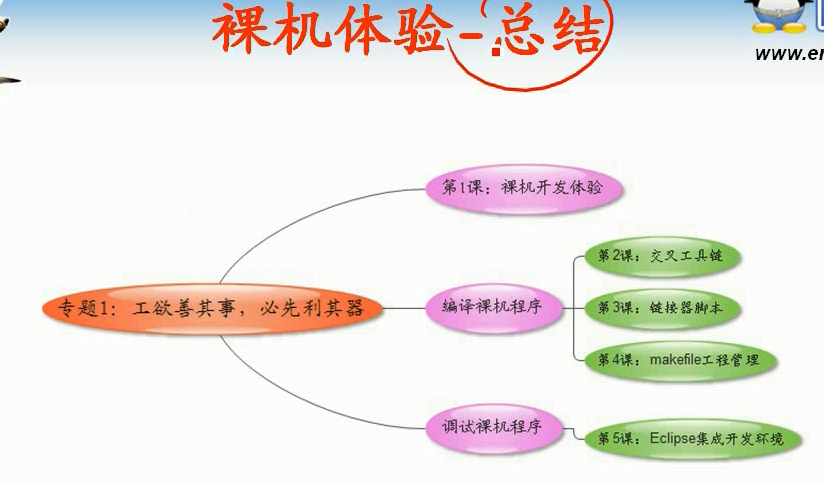 裸机体验-总结
www.en
第1课：裸机开发体验
第2课：交叉工具链
专题1：工欲善其事，必先利其器
编译裸机程序
第3课：链接器脚本
第4课：makefile工程管理
调试裸机程序
第5课：Eclipse集成开发环境